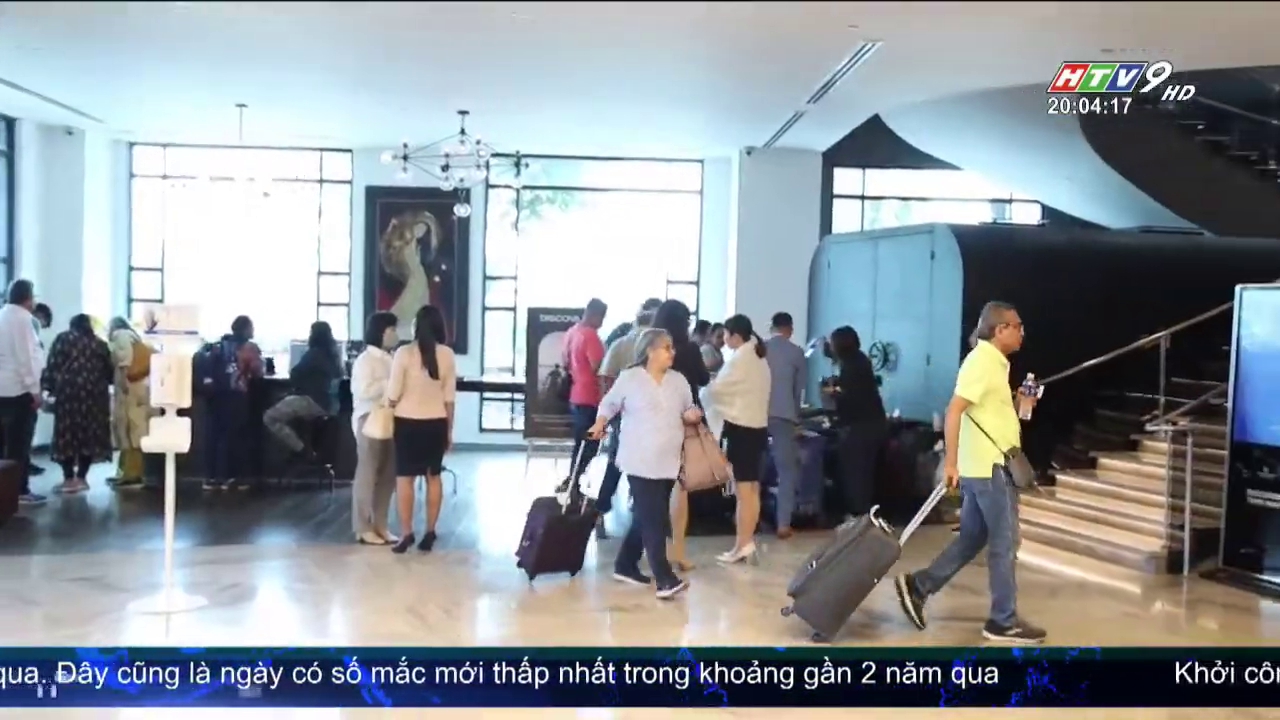 HTV9 HD
20:04:17
DISCOV
qua. Đây cũng là ngày có số mắc mới thấp nhất trong khoảng gần 2 năm qua Khởi côn